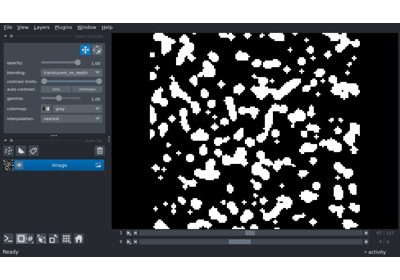 File View Layers Plugins Window Help
opacity: 1.00
blending: translucent_no_depth
contrast limits:
auto-contrast: once continuous
gamma: 1.00
colormap: gray
interpolation: nearest
Image
1
0
Ready
activity